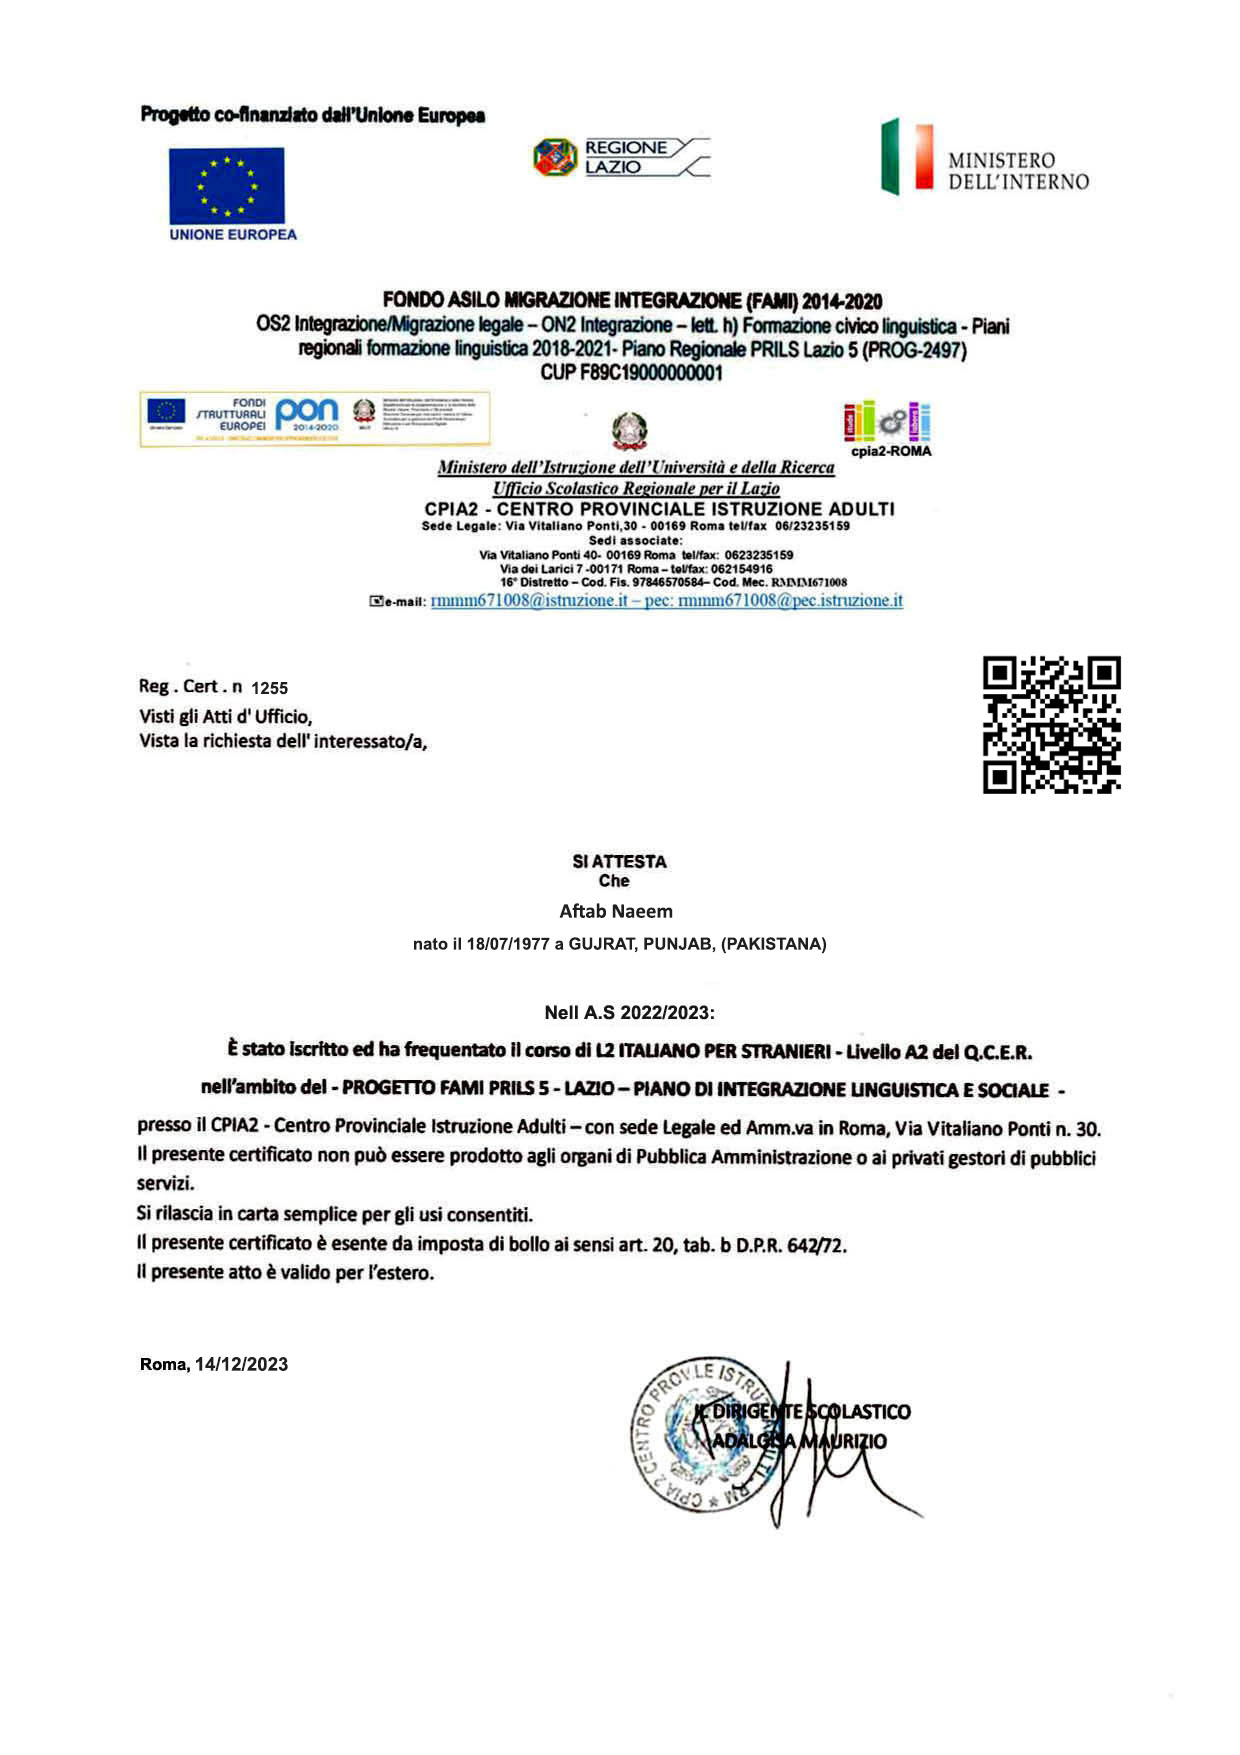 Progetto co-finanziato dall'Unione Europea
UNIONE EUROPEA
REGIONE
LAZIO
MINISTERO
DELL'INTERNO
FONDO ASILO MIGRAZIONE INTEGRAZIONE (FAMI) 2014-2020
OS2 Integrazione/Migrazione legale – ON2 Integrazione – lett. h) Formazione civico linguistica - Piani
regionali formazione linguistica 2018-2021- Piano Regionale PRILS Lazio 5 (PROG-2497)
CUP F89C19000000001
FONDI
STRUTTURALI
EUROPEI
pon
2014-2020
studio
lavoro
cpia2-ROMA
Ministero dell'Istruzione dell'Università e della Ricerca
Ufficio Scolastico Regionale per il Lazio
CPIA2 - CENTRO PROVINCIALE ISTRUZIONE ADULTI
Sede Legale: Via Vitaliano Ponti,30 - 00169 Roma tel/fax 06/23235159
Sedi associate:
Via Vitaliano Ponti 40- 00169 Roma tel/fax: 0623235159
Via dei Larici 7 -00171 Roma – tel/fax: 062154916
16° Distretto – Cod. Fis. 97846570584– Cod. Mec. RMMM671008
e-mail: rmmm671008@istruzione.it – pec: rmmm671008@pec.istruzione.it
Reg . Cert . n 1255
Visti gli Atti d' Ufficio,
Vista la richiesta dell' interessato/a,
SI ATTESTA
Che
Aftab Naeem
nato il 18/07/1977 a GUJRAT, PUNJAB, (PAKISTANA)
Nell A.S 2022/2023:
È stato iscritto ed ha frequentato il corso di L2 ITALIANO PER STRANIERI - Livello A2 del Q.C.E.R.
nell'ambito del - PROGETTO FAMI PRILS 5 - LAZIO – PIANO DI INTEGRAZIONE LINGUISTICA E SOCIALE -
presso il CPIA2 - Centro Provinciale Istruzione Adulti – con sede Legale ed Amm.va in Roma, Via Vitaliano Ponti n. 30.
Il presente certificato non può essere prodotto agli organi di Pubblica Amministrazione o ai privati gestori di pubblici
servizi.
Si rilascia in carta semplice per gli usi consentiti.
Il presente certificato è esente da imposta di bollo ai sensi art. 20, tab. b D.P.R. 642/72.
Il presente atto è valido per l'estero.
Roma, 14/12/2023
IL DIRIGENTE SCOLASTICO
ADALGISA MAURIZIO
CPIA 2 CENTRO PROV.LE ISTRUZ. ADULTI - RM